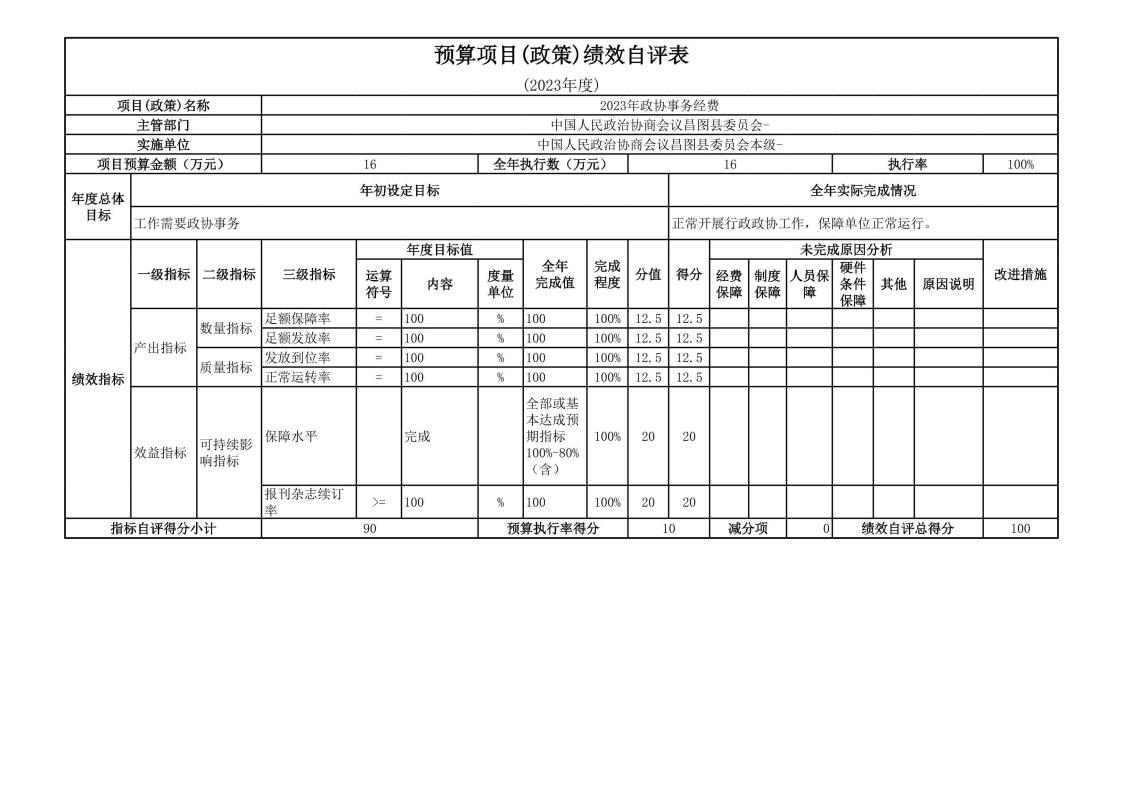 预算项目(政策)绩效自评表
(2023年度)
项目(政策)名称 2023年政协事务经费
主管部门 中国人民政治协商会议昌图县委员会-
实施单位 中国人民政治协商会议昌图县委员会本级-
项目预算金额（万元） 16 全年执行数（万元） 16 执行率 100%
年度总体目标 年初设定目标 全年实际完成情况
工作需要政协事务 正常开展行政政协工作，保障单位正常运行。
绩效指标 一级指标 二级指标 三级指标 年度目标值 全年完成值 完成程度 分值 得分 未完成原因分析 改进措施
运算符号 内容 度量单位 经费保障 制度保障 人员保障 硬件条件保障 其他 原因说明
产出指标 数量指标 足额保障率 = 100 % 100 100% 12.5 12.5
足额发放率 = 100 % 100 100% 12.5 12.5
质量指标 发放到位率 = 100 % 100 100% 12.5 12.5
正常运转率 = 100 % 100 100% 12.5 12.5
效益指标 可持续影响指标 保障水平 完成 全部或基本达成预期指标100%-80%（含） 100% 20 20
报刊杂志续订率 >= 100 % 100 100% 20 20
指标自评得分小计 90 预算执行率得分 10 减分项 0 绩效自评总得分 100